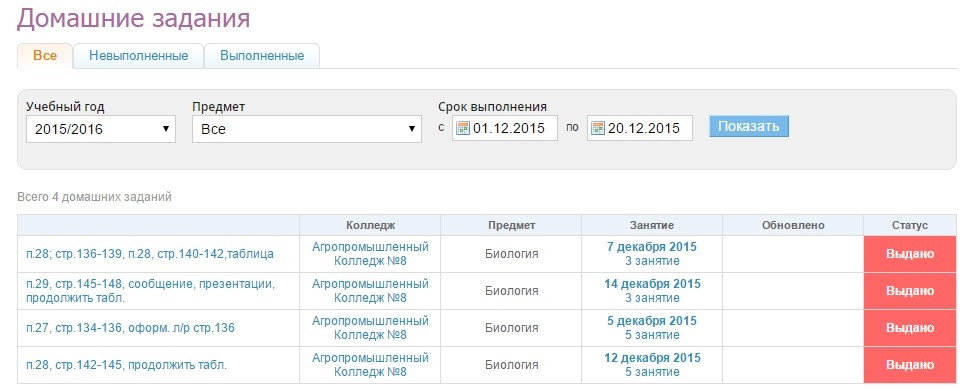 Домашние задания
Все Невыполненные Выполненные
Учебный год Предмет Срок выполнения
2015/2016 Все с 01.12.2015 по 20.12.2015 Показать
Всего 4 домашних заданий
Колледж Предмет Занятие Обновлено Статус
п.28; стр.136-139, п.28, стр.140-142,таблица Агропромышленный Колледж №8 Биология 7 декабря 2015 3 занятие Выдано
п.29, стр.145-148, сообщение, презентации, продолжить табл. Агропромышленный Колледж №8 Биология 14 декабря 2015 3 занятие Выдано
п.27, стр.134-136, оформ. л/р стр.136 Агропромышленный Колледж №8 Биология 5 декабря 2015 5 занятие Выдано
п.28, стр.142-145, продолжить табл. Агропромышленный Колледж №8 Биология 12 декабря 2015 5 занятие Выдано